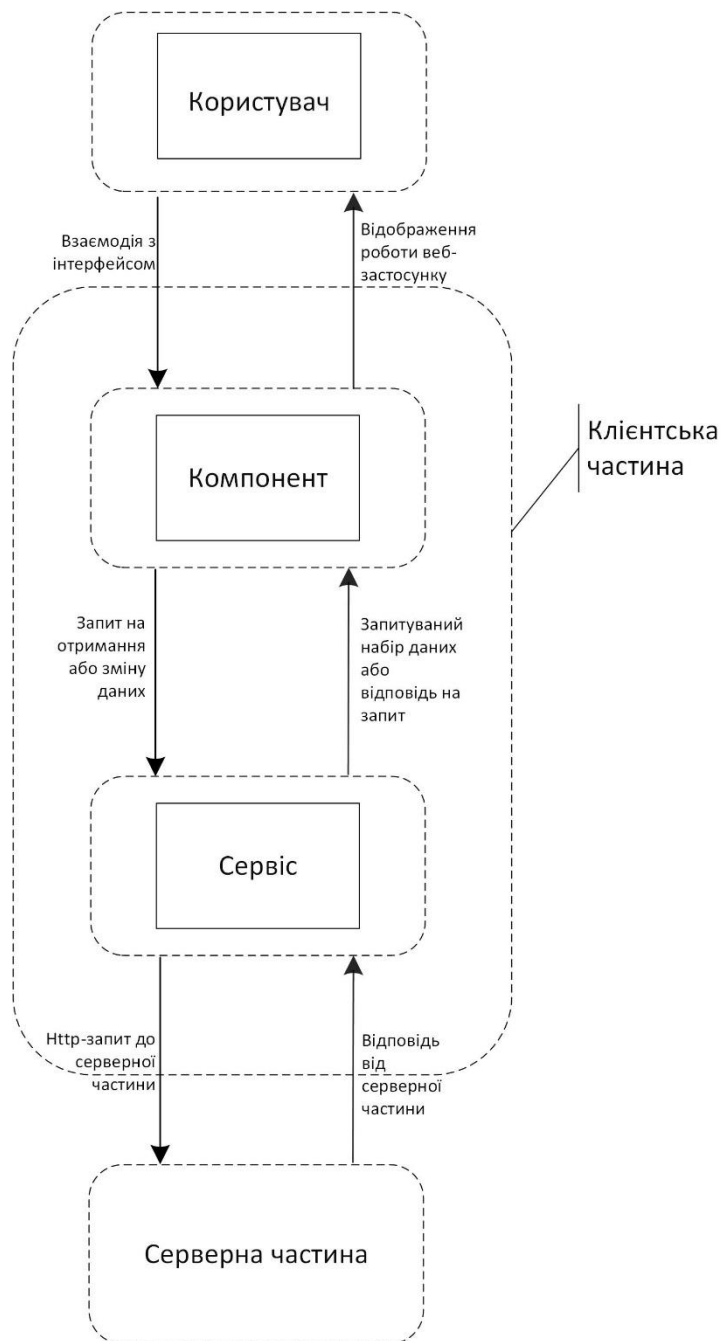 Користувач
Взаємодія з
інтерфейсом
Відображення
роботи веб-
застосунку
Клієнтська
частина
Компонент
Запит на
отримання
або зміну
даних
Запитуваний
набір даних
або
відповідь на
запит
Сервіс
Http-запит до
серверної
частини
Відповідь
від
серверної
частини
Серверна частина